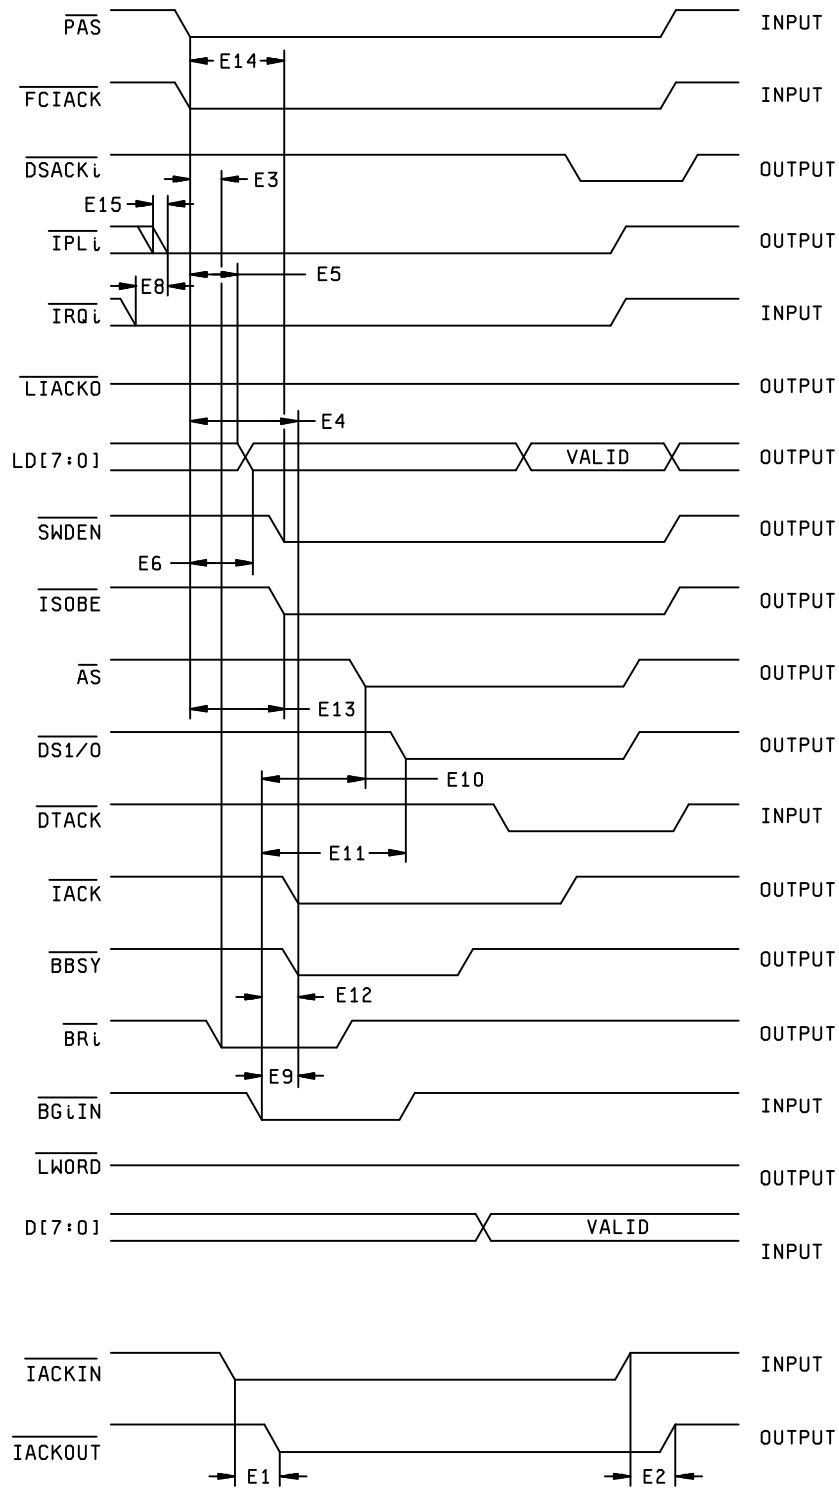 PAS INPUT
E14
FCIACK INPUT
DSACKi OUTPUT
E3
E15
IPLi OUTPUT
E5
E8
IRQi INPUT
LIACKO OUTPUT
E4
LD[7:0] VALID OUTPUT
SWDEN OUTPUT
E6
ISOBE OUTPUT
AS OUTPUT
E13
DS1/0 OUTPUT
E10
DTACK INPUT
E11
IACK OUTPUT
BBSY OUTPUT
E12
BRi OUTPUT
E9
BGiIN INPUT
LWORD OUTPUT
D[7:0] VALID
INPUT
IACKIN INPUT
IACKOUT OUTPUT
E1 E2